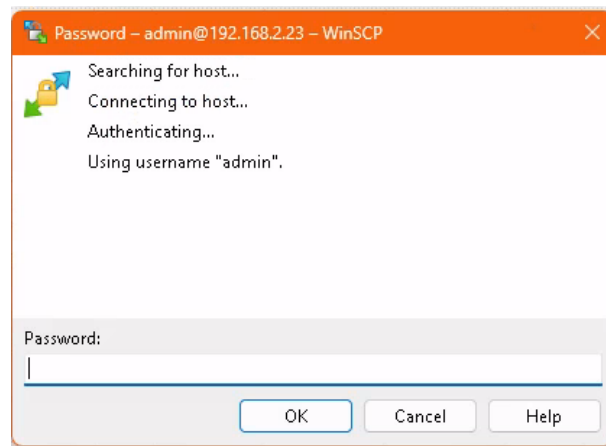 Password – admin@192.168.2.23 – WinSCP
Searching for host...
Connecting to host...
Authenticating...
Using username "admin".
Password:
OK Cancel Help